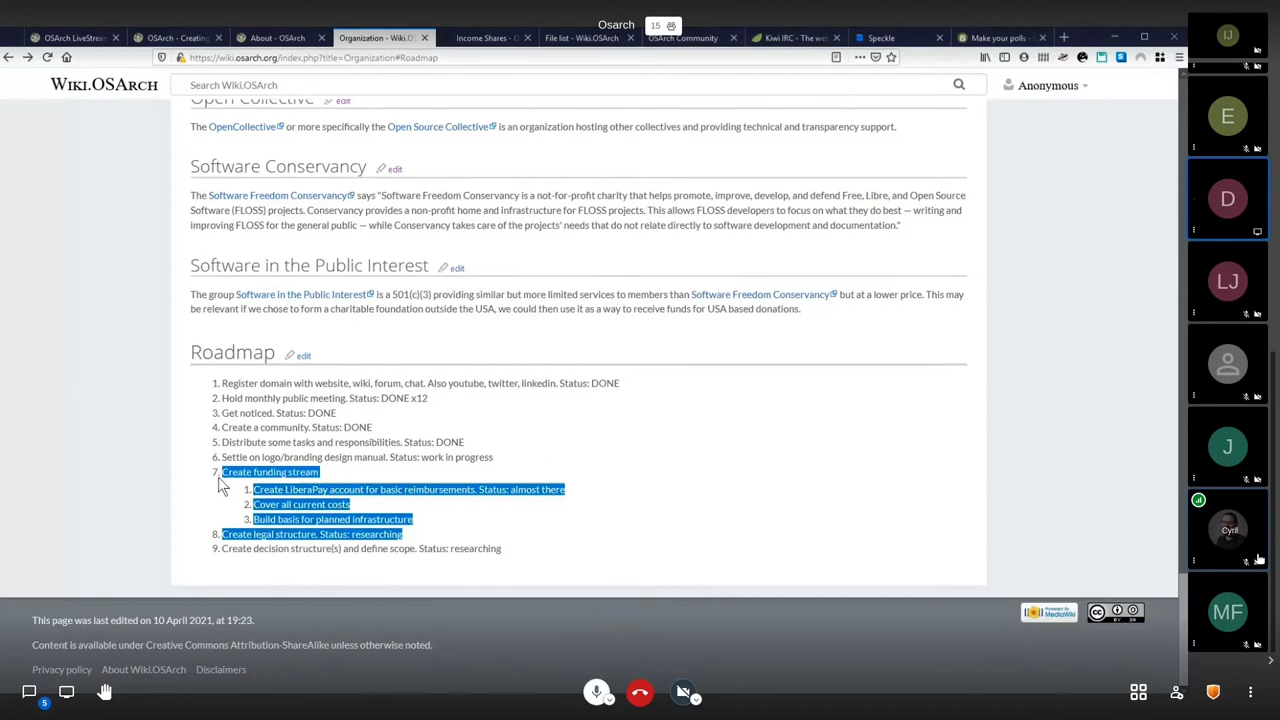 Osarch
15
OSArch LiveStream
OSArch - Creating
About - OSArch
Organization - Wiki.OS
Income Shares - O
File list - Wiki.OSArch
OSArch Community
Kiwi IRC - The we
Speckle
Make your polls -
https://wiki.osarch.org/index.php?title=Organization#Roadmap
Wiki.OSArch
Search Wiki.OSArch
Anonymous
Open Collective edit
The OpenCollective or more specifically the Open Source Collective is an organization hosting other collectives and providing technical and transparency support.
Software Conservancy edit
The Software Freedom Conservancy says "Software Freedom Conservancy is a not-for-profit charity that helps promote, improve, develop, and defend Free, Libre, and Open Source
Software (FLOSS) projects. Conservancy provides a non-profit home and infrastructure for FLOSS projects. This allows FLOSS developers to focus on what they do best — writing and
improving FLOSS for the general public — while Conservancy takes care of the projects' needs that do not relate directly to software development and documentation."
Software in the Public Interest edit
The group Software in the Public Interest is a 501(c)(3) providing similar but more limited services to members than Software Freedom Conservancy but at a lower price. This may
be relevant if we chose to form a charitable foundation outside the USA, we could then use it as a way to receive funds for USA based donations.
Roadmap edit
1. Register domain with website, wiki, forum, chat. Also youtube, twitter, linkedin. Status: DONE
2. Hold monthly public meeting. Status: DONE x12
3. Get noticed. Status: DONE
4. Create a community. Status: DONE
5. Distribute some tasks and responsibilities. Status: DONE
6. Settle on logo/branding design manual. Status: work in progress
7. Create funding stream
1. Create LiberaPay account for basic reimbursements. Status: almost there
2. Cover all current costs
3. Build basis for planned infrastructure
8. Create legal structure. Status: researching
9. Create decision structure(s) and define scope. Status: researching
This page was last edited on 10 April 2021, at 19:23.
Content is available under Creative Commons Attribution-ShareAlike unless otherwise noted.
Privacy policy
About Wiki.OSArch
Disclaimers
Powered By
MediaWiki
BY SA
IJ
E
D
LJ
J
Cyril
MF
5